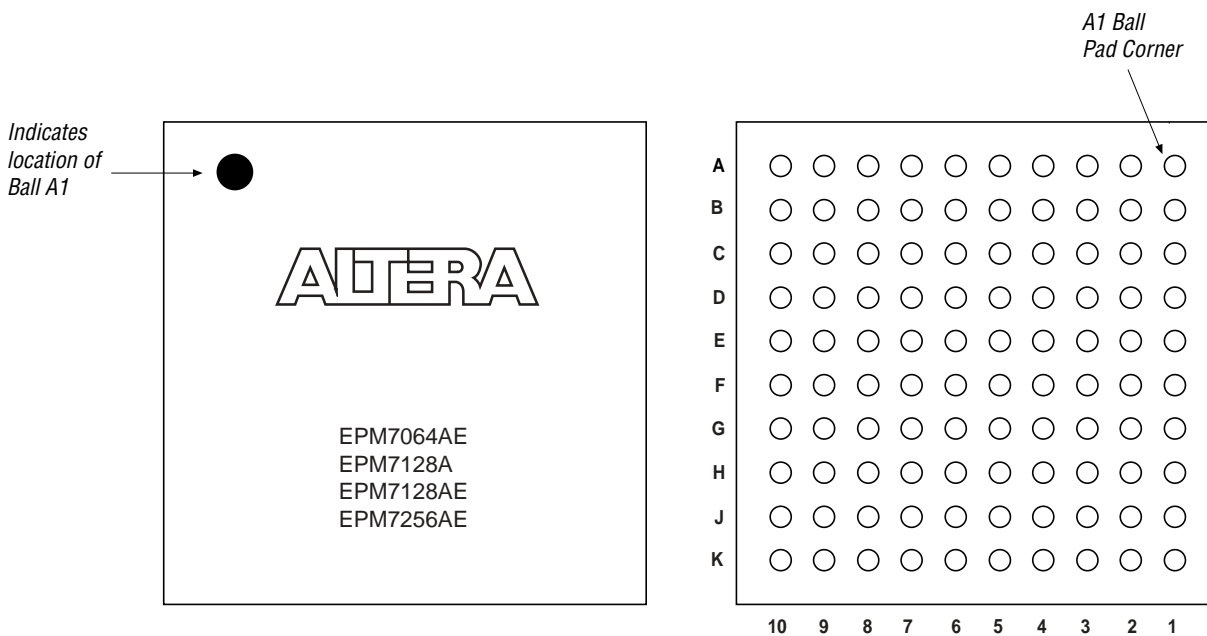 A1 Ball
Pad Corner
Indicates
location of
Ball A1
ALTERA
EPM7064AE
EPM7128A
EPM7128AE
EPM7256AE
A
B
C
D
E
F
G
H
J
K
10 9 8 7 6 5 4 3 2 1